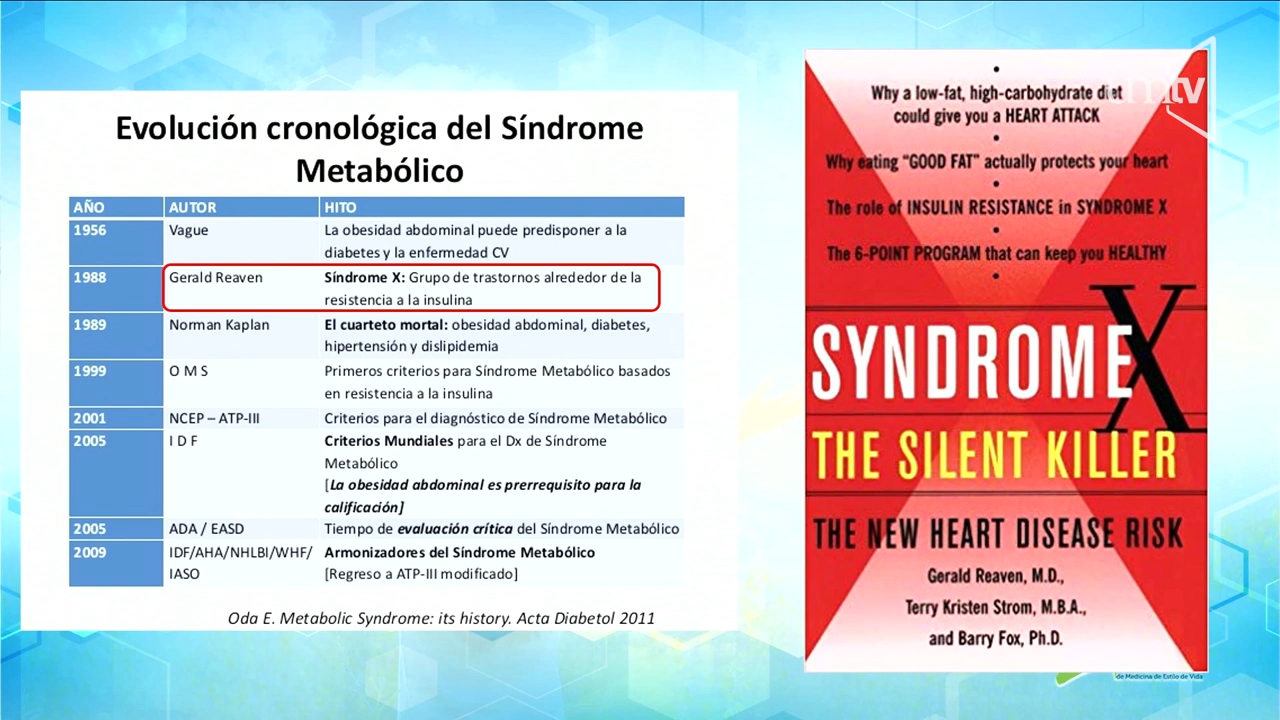 Evolución cronológica del Síndrome
Metabólico
AÑO AUTOR HITO
1956 Vague La obesidad abdominal puede predisponer a la
diabetes y la enfermedad CV
1988 Gerald Reaven Síndrome X: Grupo de trastornos alrededor de la
resistencia a la insulina
1989 Norman Kaplan El cuarteto mortal: obesidad abdominal, diabetes,
hipertensión y dislipidemia
1999 O M S Primeros criterios para Síndrome Metabólico basados
en resistencia a la insulina
2001 NCEP – ATP-III Criterios para el diagnóstico de Síndrome Metabólico
2005 I D F Criterios Mundiales para el Dx de Síndrome
Metabólico
[La obesidad abdominal es prerrequisito para la
calificación]
2005 ADA / EASD Tiempo de evaluación crítica del Síndrome Metabólico
2009 IDF/AHA/NHLBI/WHF/ Armonizadores del Síndrome Metabólico
IASO [Regreso a ATP-III modificado]
Oda E. Metabolic Syndrome: its history. Acta Diabetol 2011
Why a low-fat, high-carbohydrate diet
could give you a HEART ATTACK
Why eating "GOOD FAT" actually protects your heart
The role of INSULIN RESISTANCE in SYNDROME X
The 6-POINT PROGRAM that can keep you HEALTHY
SYNDROME X
THE SILENT KILLER
THE NEW HEART DISEASE RISK
Gerald Reaven, M.D.,
Terry Kristen Strom, M.B.A.,
and Barry Fox, Ph.D.
de Medicina de Estilo de Vida